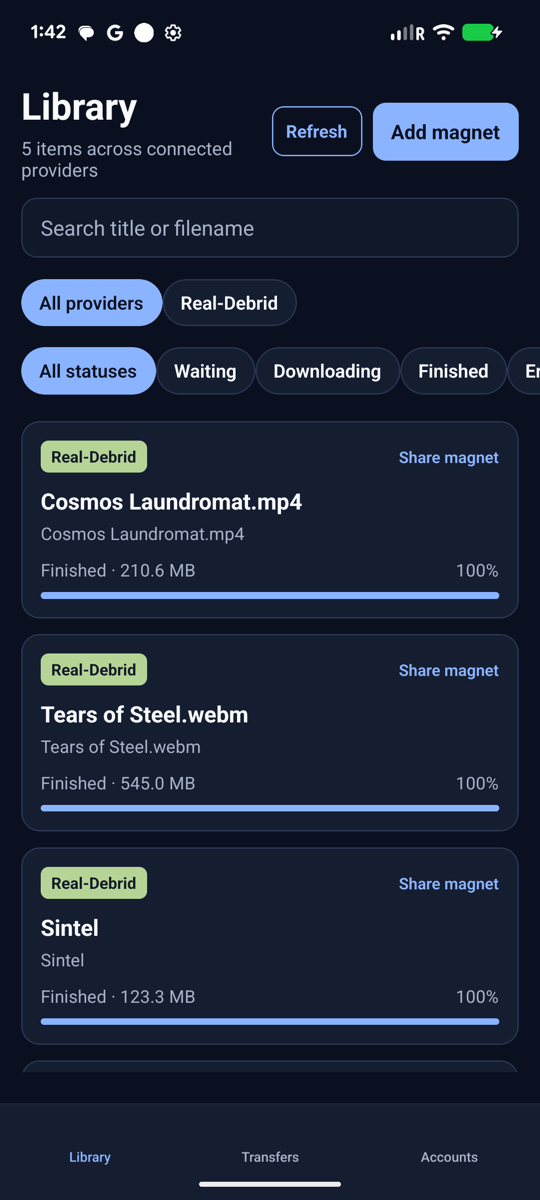 1:42
R
Library
5 items across connected
providers
Refresh
Add magnet
Search title or filename
All providers
Real-Debrid
All statuses
Waiting
Downloading
Finished
Er
Real-Debrid
Share magnet
Cosmos Laundromat.mp4
Cosmos Laundromat.mp4
Finished · 210.6 MB
100%
Real-Debrid
Share magnet
Tears of Steel.webm
Tears of Steel.webm
Finished · 545.0 MB
100%
Real-Debrid
Share magnet
Sintel
Sintel
Finished · 123.3 MB
100%
Library
Transfers
Accounts